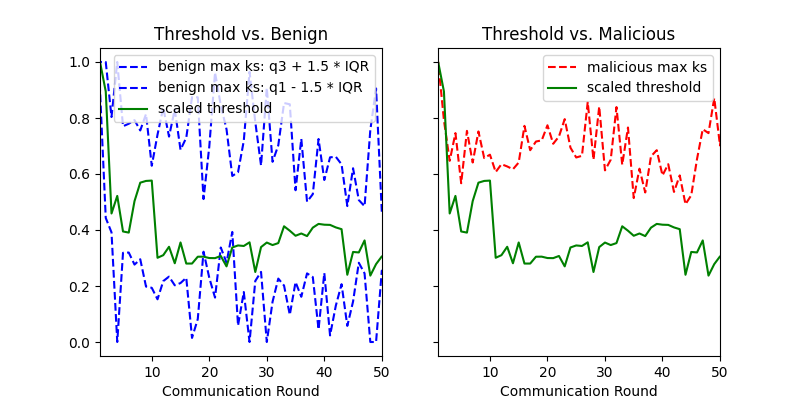 Threshold vs. Benign
benign max ks: q3 + 1.5 * IQR
benign max ks: q1 - 1.5 * IQR
scaled threshold
1.0
0.8
0.6
0.4
0.2
0.0
10 20 30 40 50
Communication Round
Threshold vs. Malicious
malicious max ks
scaled threshold
10 20 30 40 50
Communication Round